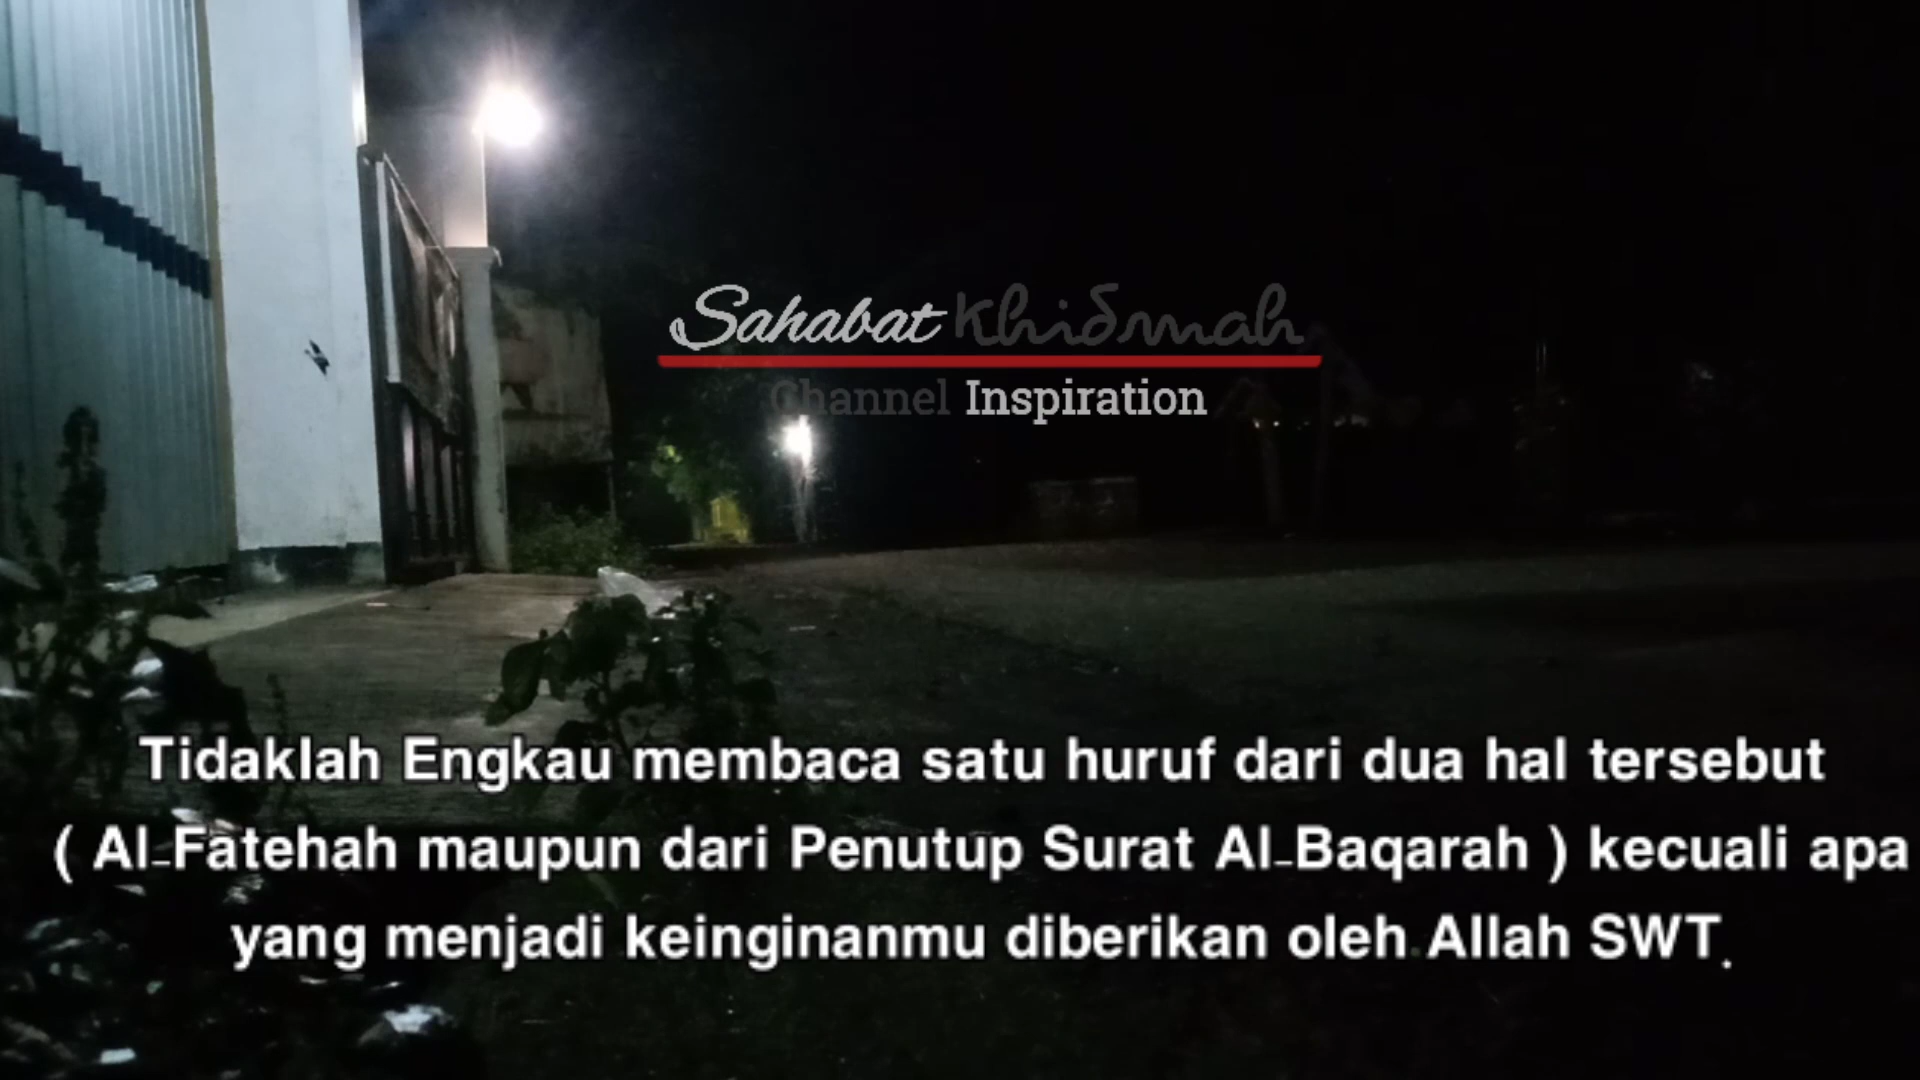 Sahabat Khidmah
Channel Inspiration
Tidaklah Engkau membaca satu huruf dari dua hal tersebut
( Al-Fatehah maupun dari Penutup Surat Al-Baqarah ) kecuali apa
yang menjadi keinginanmu diberikan oleh Allah SWT.